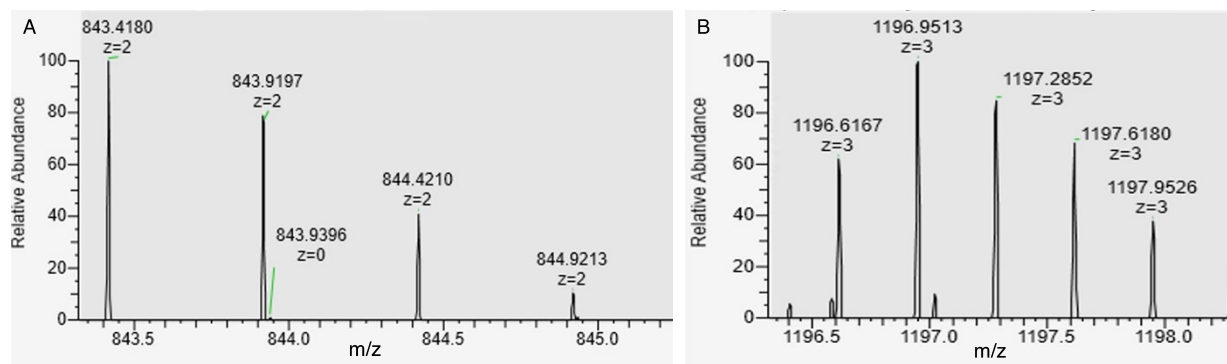 A
843.4180
z=2
843.9197
z=2
844.4210
z=2
843.9396
z=0
844.9213
z=2
100
80
60
40
20
0
Relative Abundance
843.5
844.0
844.5
845.0
m/z
B
1196.9513
z=3
1197.2852
z=3
1196.6167
z=3
1197.6180
z=3
1197.9526
z=3
100
80
60
40
20
0
Relative Abundance
1196.5
1197.0
1197.5
1198.0
m/z